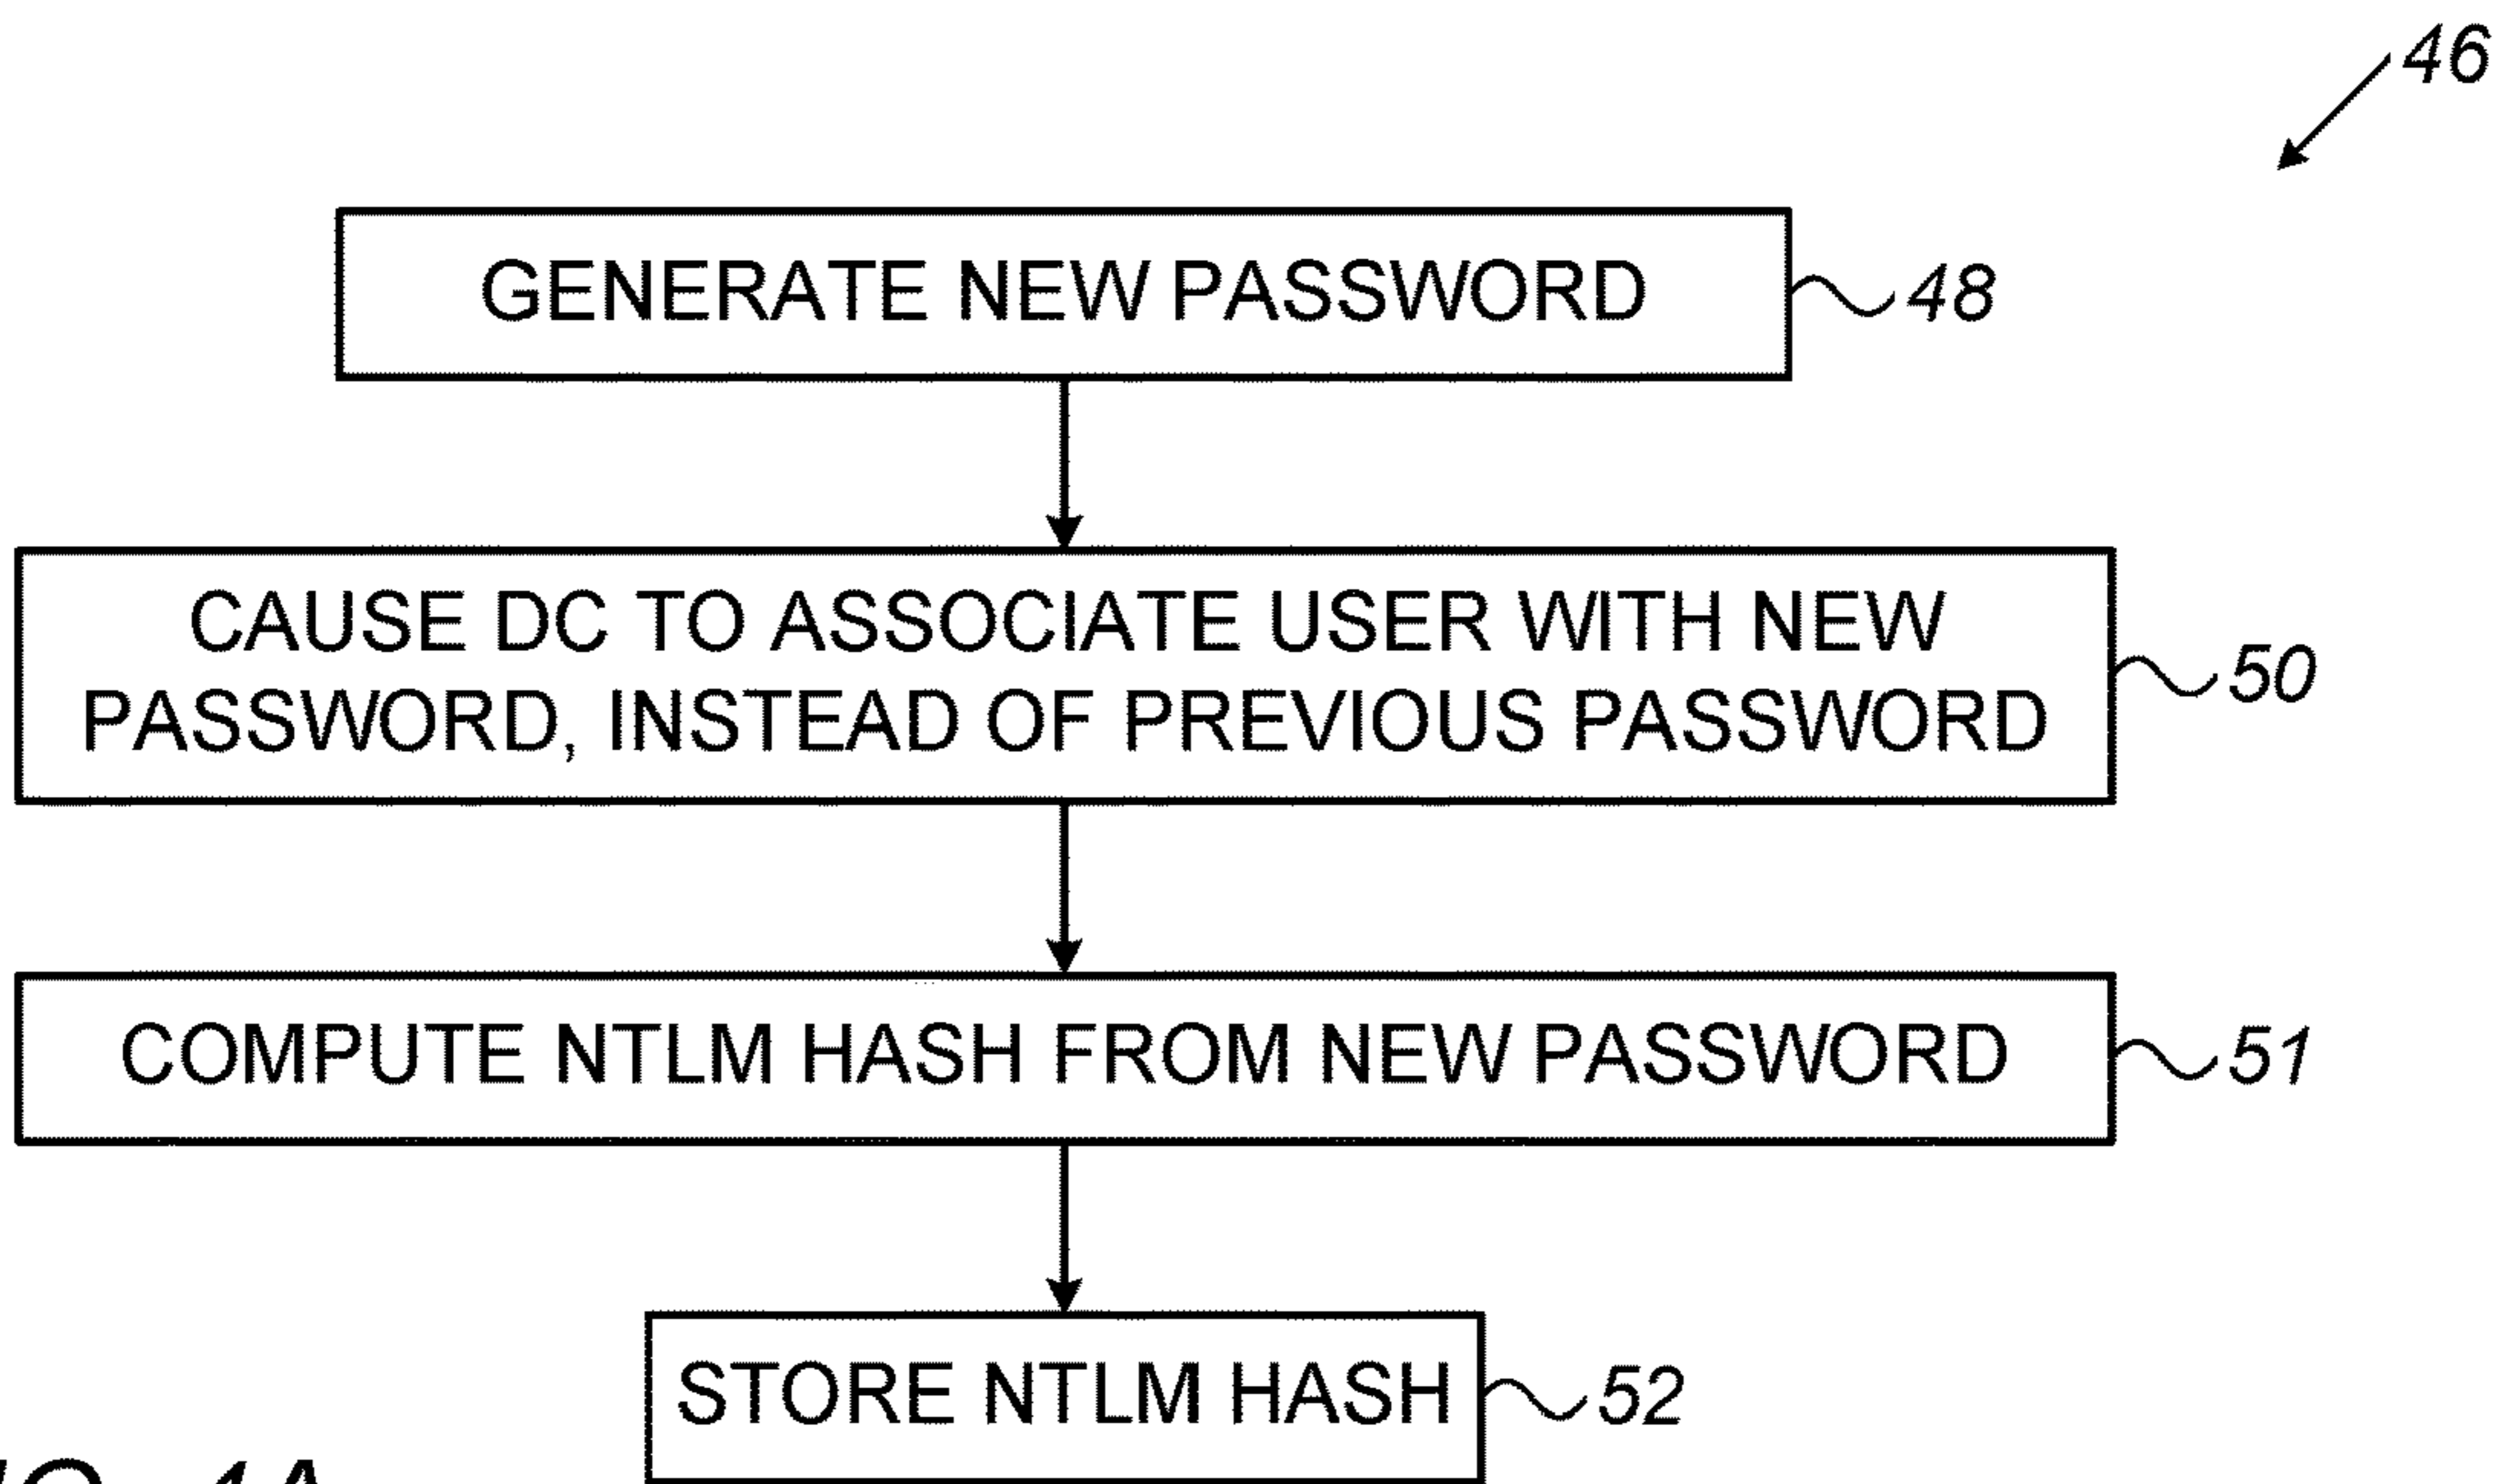 46
GENERATE NEW PASSWORD
48
CAUSE DC TO ASSOCIATE USER WITH NEW
PASSWORD, INSTEAD OF PREVIOUS PASSWORD
50
COMPUTE NTLM HASH FROM NEW PASSWORD
51
STORE NTLM HASH
52